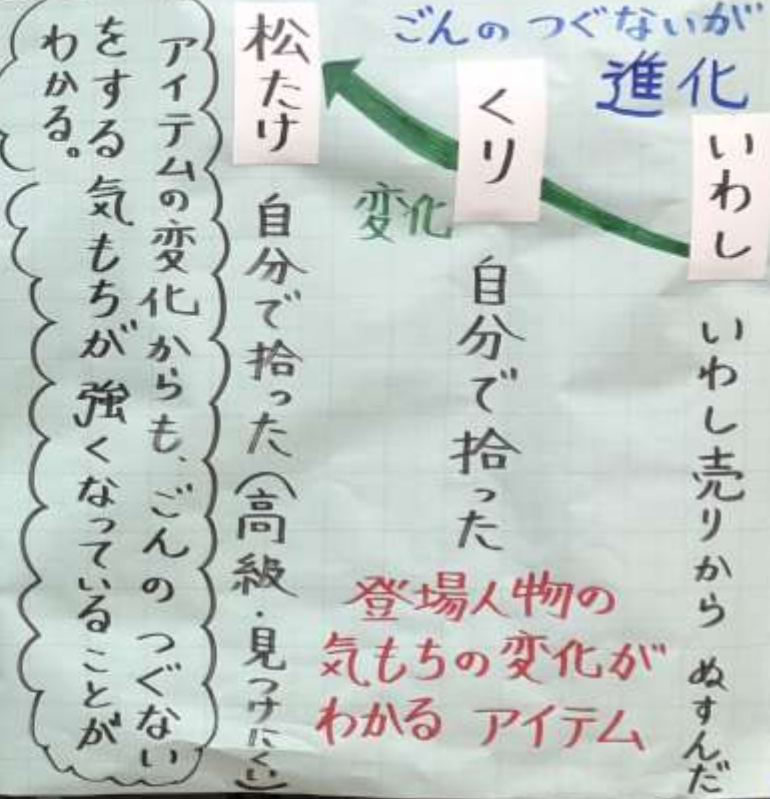 ごんの つぐないが
進化
いわし
いわし売りから ぬすんだ
くり
自分で拾った
変化
登場人物の
気もちの変化が
わかる アイテム
松たけ
自分で拾った(高級・見つけにくい)
アイテムの変化からも、ごんの つぐない
をする 気もちが 強くなっていることが
わかる。